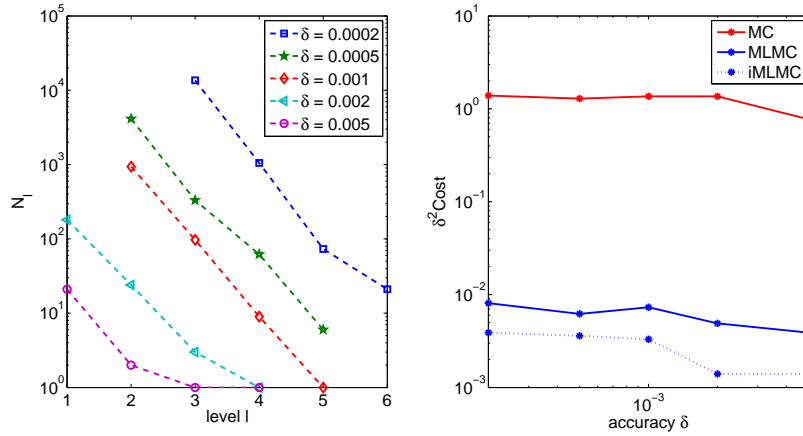 δ = 0.0002
δ = 0.0005
δ = 0.001
δ = 0.002
δ = 0.005
10^5
10^4
10^3
10^2
10^1
10^0
N_l
1 2 3 4 5 6
level l
MC
MLMC
iMLMC
10^1
10^0
10^-1
10^-2
10^-3
δ^2Cost
10^-3
accuracy δ